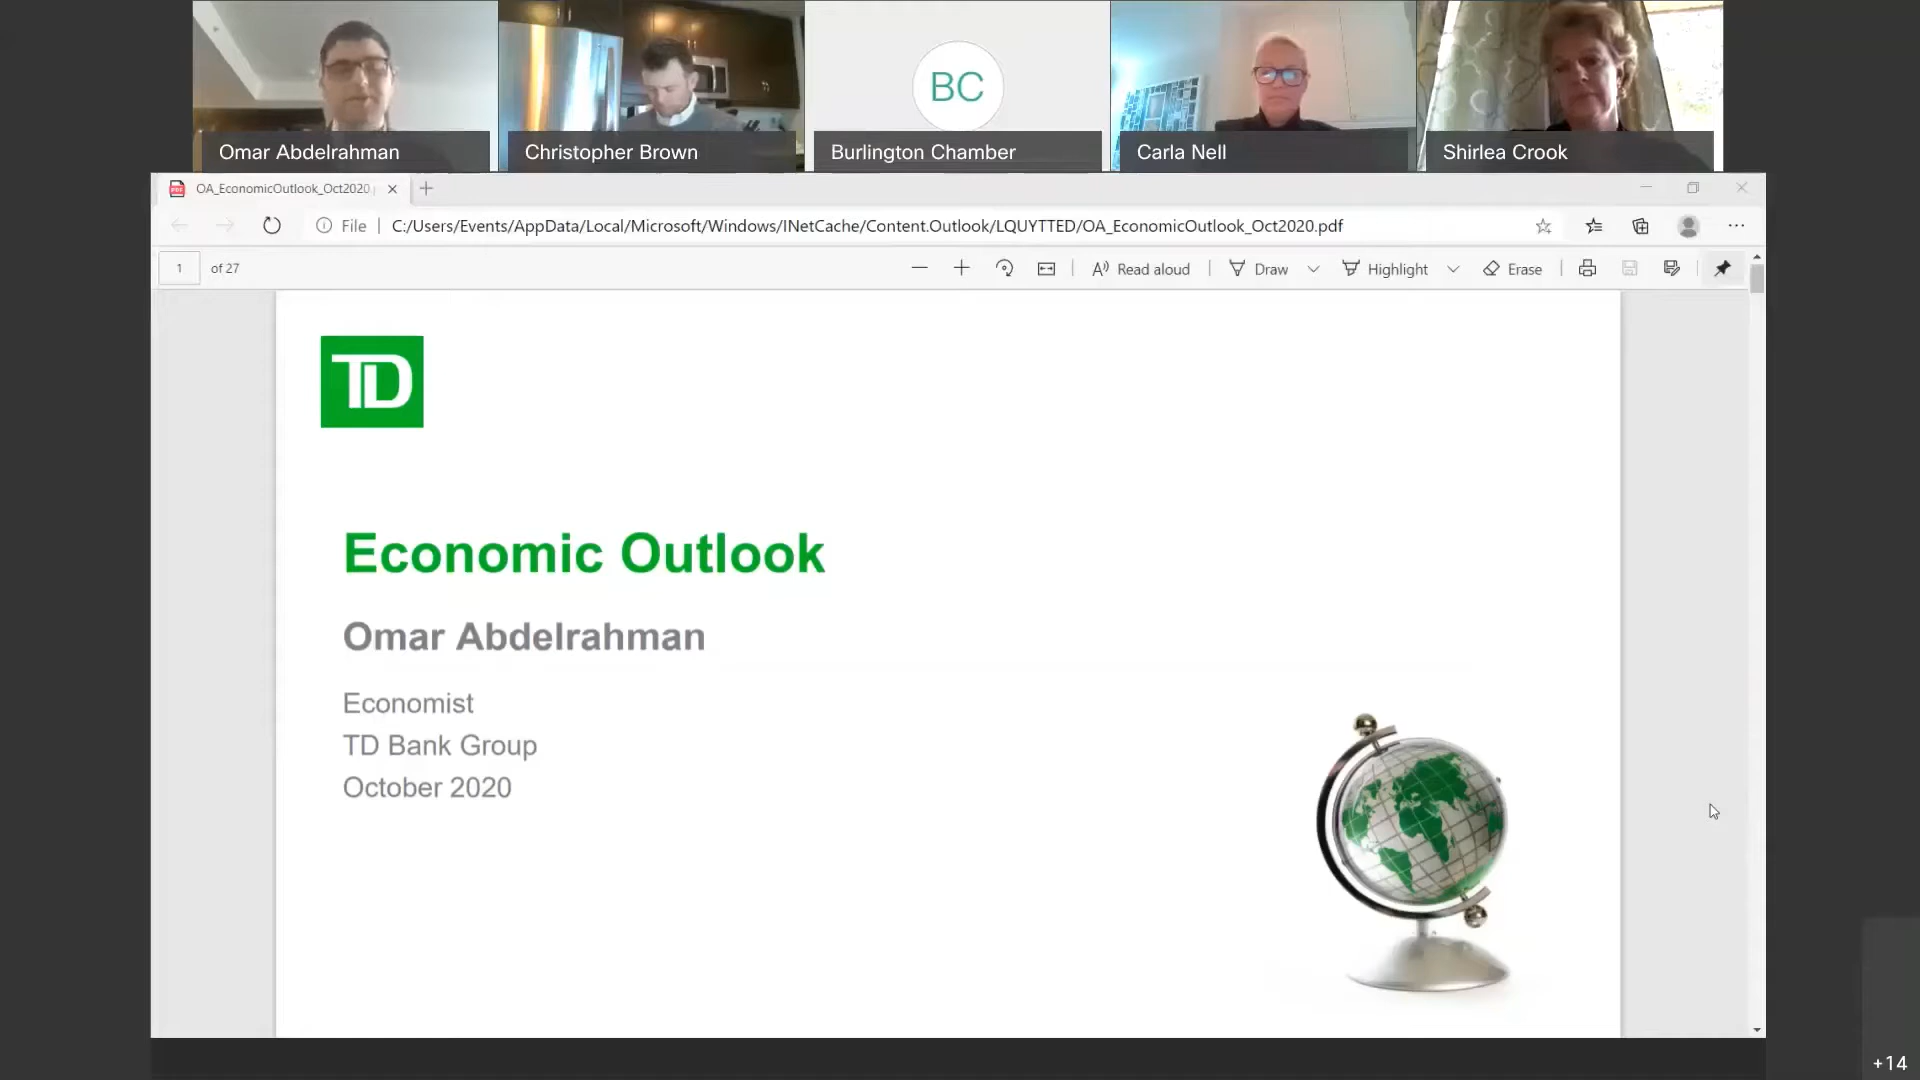 BC
Omar Abdelrahman
Christopher Brown
Burlington Chamber
Carla Nell
Shirlea Crook
OA_EconomicOutlook_Oct2020.p
File
C:/Users/Events/AppData/Local/Microsoft/Windows/INetCache/Content.Outlook/LQUYTTED/OA_EconomicOutlook_Oct2020.pdf
1 of 27
Read aloud
Draw
Highlight
Erase
TD
Economic Outlook
Omar Abdelrahman
Economist
TD Bank Group
October 2020
+14